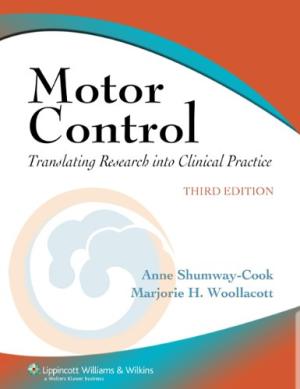 Motor
Control
Translating Research into Clinical Practice
THIRD EDITION
Anne Shumway-Cook
Marjorie H. Woollacott
Lippincott Williams & Wilkins
a Wolters Kluwer business